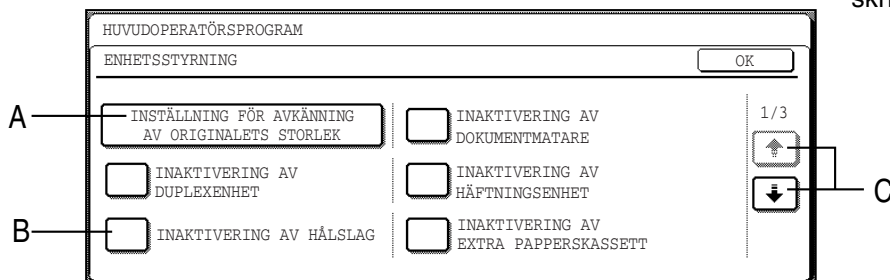 HUVUDOPERATÖRSPROGRAM
ENHETSSTYRNING
OK
A
INSTÄLLNING FÖR AVKÄNNING
AV ORIGINALETS STORLEK
INAKTIVERING AV
DOKUMENTMATARE
1/3
INAKTIVERING AV
DUPLEXENHET
INAKTIVERING AV
HÄFTNINGSENHET
C
B
INAKTIVERING AV HÅLSLAG
INAKTIVERING AV
EXTRA PAPPERSKASSETT